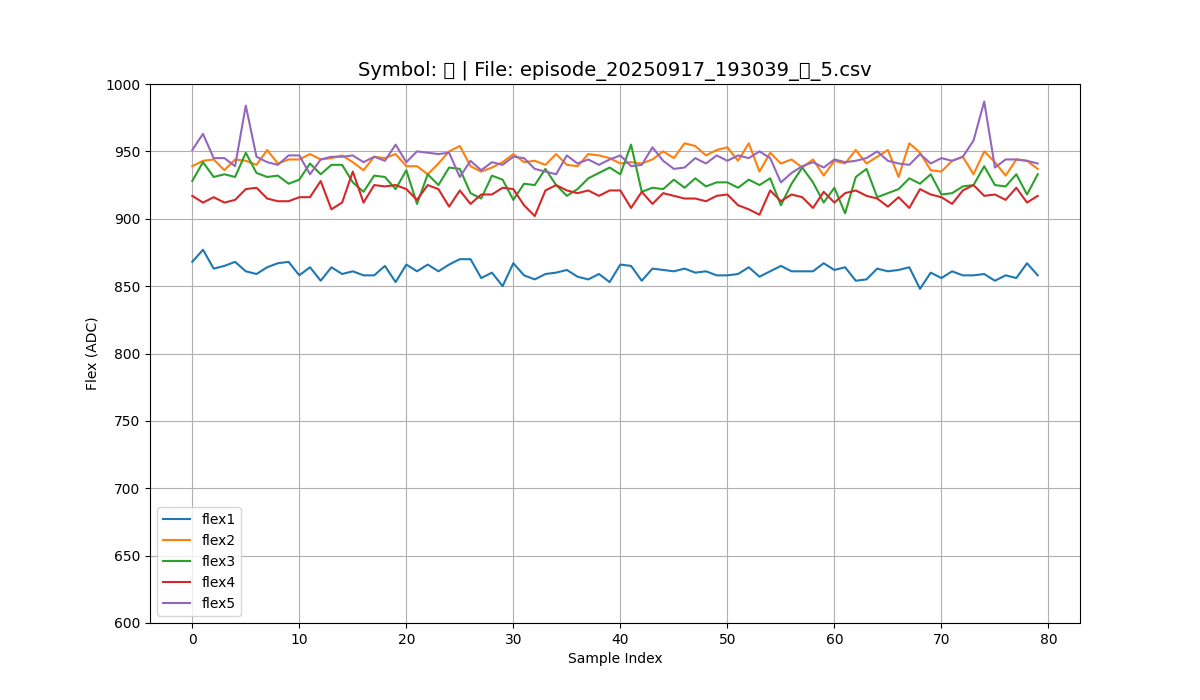 Symbol: | File: episode_20250917_193039_ _5.csv
1000
950
900
850
800
750
700
650
600
Flex (ADC)
flex1
flex2
flex3
flex4
flex5
0 10 20 30 40 50 60 70 80
Sample Index